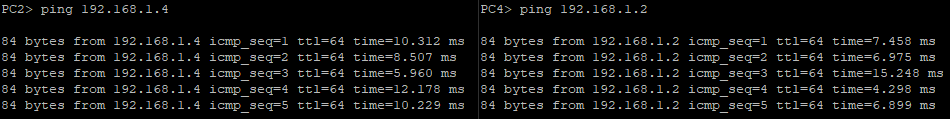 PC2> ping 192.168.1.4
84 bytes from 192.168.1.4 icmp_seq=1 ttl=64 time=10.312 ms
84 bytes from 192.168.1.4 icmp_seq=2 ttl=64 time=8.507 ms
84 bytes from 192.168.1.4 icmp_seq=3 ttl=64 time=5.960 ms
84 bytes from 192.168.1.4 icmp_seq=4 ttl=64 time=12.178 ms
84 bytes from 192.168.1.4 icmp_seq=5 ttl=64 time=10.229 ms
PC4> ping 192.168.1.2
84 bytes from 192.168.1.2 icmp_seq=1 ttl=64 time=7.458 ms
84 bytes from 192.168.1.2 icmp_seq=2 ttl=64 time=6.975 ms
84 bytes from 192.168.1.2 icmp_seq=3 ttl=64 time=15.248 ms
84 bytes from 192.168.1.2 icmp_seq=4 ttl=64 time=4.298 ms
84 bytes from 192.168.1.2 icmp_seq=5 ttl=64 time=6.899 ms